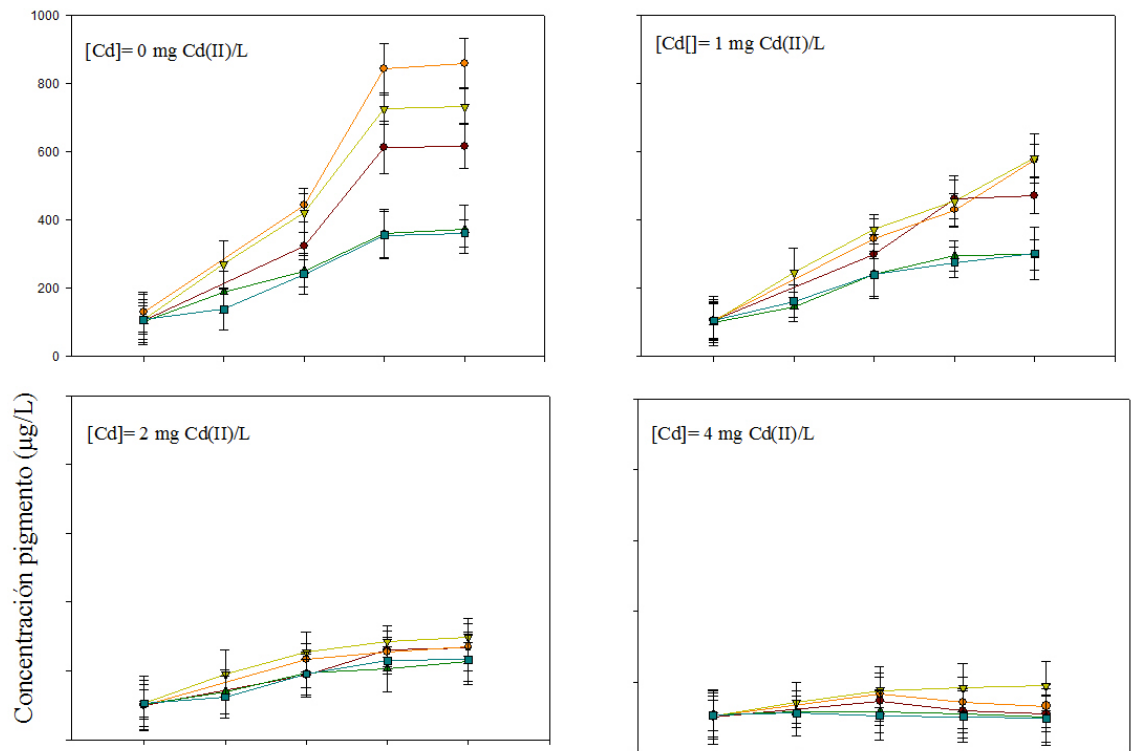 1000
800
600
400
200
0
[Cd]= 0 mg Cd(II)/L
[Cd[]= 1 mg Cd(II)/L
[Cd]= 2 mg Cd(II)/L
[Cd]= 4 mg Cd(II)/L
Concentración pigmento (µg/L)